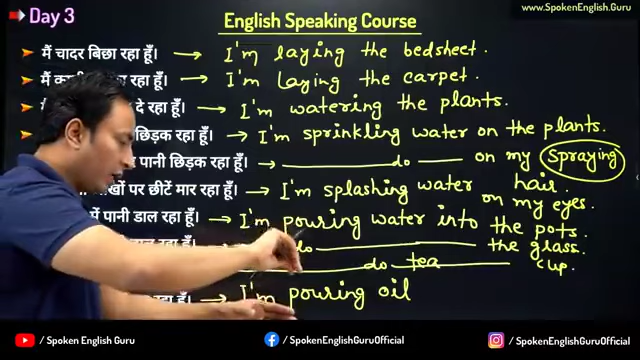 Day 3
English Speaking Course
www.SpokenEnglish.Guru
मैं चादर बिछा रहा हूँ। → I'm laying the bedsheet.
मैं रहा हूँ। → I'm laying the carpet.
दे रहा हूँ। → I'm watering the plants.
छिड़क रहा हूँ। → I'm sprinkling water on the plants.
पानी छिड़क रहा हूँ। → ——do—— on my hair. Spraying
पर छींटें मार रहा हूँ। → I'm splashing water on my eyes.
में पानी डाल रहा हूँ। → I'm pouring water into the pots.
रहा हूँ। do —— the glass.
—— do tea —— cup.
रहा हूँ। → I'm pouring oil
/ Spoken English Guru
/ SpokenEnglishGuruOfficial
/ SpokenEnglishGuruOfficial